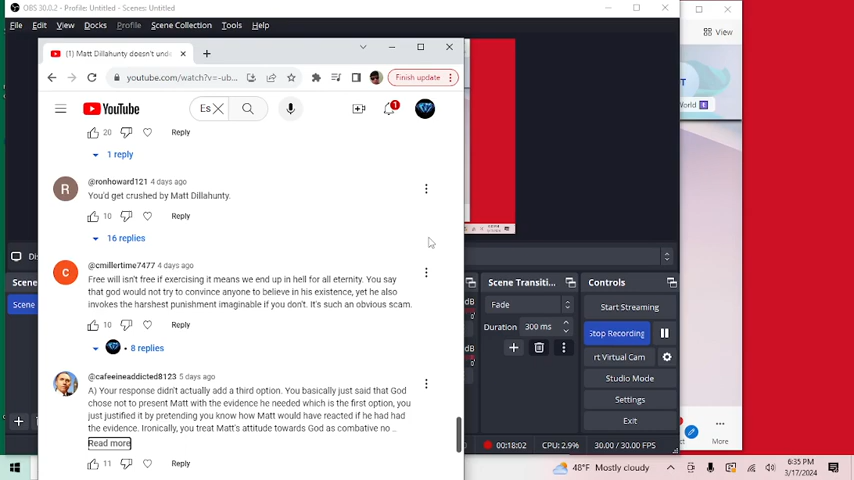 OBS 30.0.2 - Profile: Untitled - Scenes: Untitled
File Edit View Docks Profile Scene Collection Tools Help
View
(1) Matt Dillahunty doesn't und
youtube.com/watch?v=-ub...
Finish update
World
YouTube
Es
1
20
Reply
1 reply
R
@ronhoward121 4 days ago
You'd get crushed by Matt Dillahunty.
10
Reply
16 replies
C
@cmillertime7477 4 days ago
Free will isn't free if exercising it means we end up in hell for all eternity. You say
that god would not try to convince anyone to believe in his existence, yet he also
invokes the harshest punishment imaginable if you don't. It's such an obvious scam.
10
Reply
8 replies
@cafeeineaddicted8123 5 days ago
A) Your response didn't actually add a third option. You basically just said that God
chose not to present Matt with the evidence he needed which is the first option, you
just justified it by pretending you know how Matt would have reacted if he had had
the evidence. Ironically, you treat Matt's attitude towards God as combative no ..
Read more
11
Reply
Scene
Scene Transiti...
Fade
Duration 300 ms
Controls
Start Streaming
Stop Recording
rt Virtual Cam
Studio Mode
Settings
Exit
More
00:18:02
CPU: 2.9%
30.00 / 30.00 FPS
48°F Mostly cloudy
6:35 PM
3/17/2024